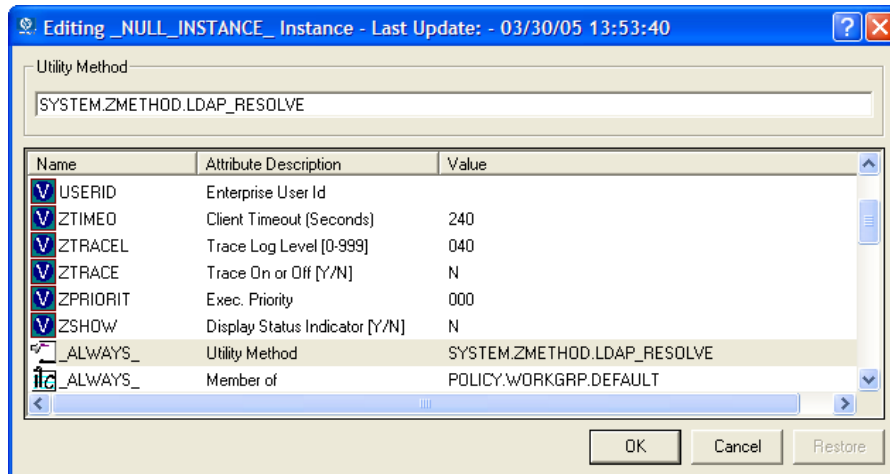 Editing _NULL_INSTANCE_ Instance - Last Update: - 03/30/05 13:53:40
Utility Method
SYSTEM.ZMETHOD.LDAP_RESOLVE
Name Attribute Description Value
V USERID Enterprise User Id
V ZTIMEO Client Timeout (Seconds) 240
V ZTRACEL Trace Log Level [0-999] 040
V ZTRACE Trace On or Off [Y/N] N
V ZPRIORIT Exec. Priority 000
V ZSHOW Display Status Indicator [Y/N] N
_ALWAYS_ Utility Method SYSTEM.ZMETHOD.LDAP_RESOLVE
_ALWAYS_ Member of POLICY.WORKGRP.DEFAULT
OK Cancel Restore